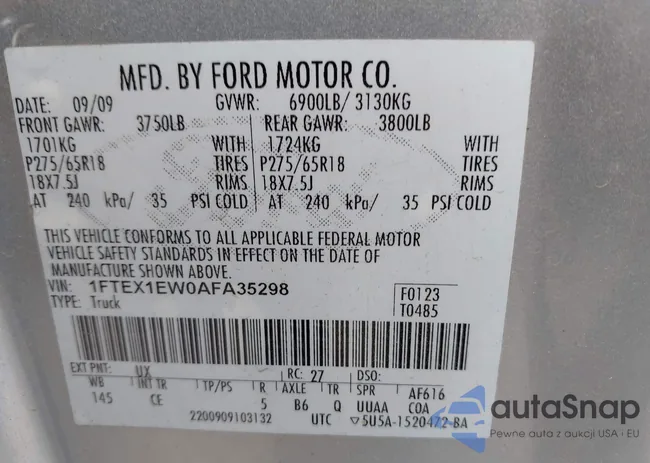 MFD. BY FORD MOTOR CO.
DATE: 09/09 GVWR: 6900LB/ 3130KG
FRONT GAWR: 3750LB REAR GAWR: 3800LB
1701KG WITH 1724KG WITH
P275/65R18 TIRES P275/65R18 TIRES
18X7.5J RIMS 18X7.5J RIMS
AT 240 kPa/ 35 PSI COLD AT 240 kPa/ 35 PSI COLD
THIS VEHICLE CONFORMS TO ALL APPLICABLE FEDERAL MOTOR
VEHICLE SAFETY STANDARDS IN EFFECT ON THE DATE OF
MANUFACTURE SHOWN ABOVE.
VIN: 1FTEX1EW0AFA35298 F0123
TYPE: Truck T0485
EXT PNT: UX RC: 27 DSO:
WB INT TR TP/PS R AXLE TR SPR AF616
145 CE 5 B6 Q UUAA COA
2200909103132 UTC ▽5U5A-1520472-BA
autaSnap
Pewne auta z aukcji USA i EU